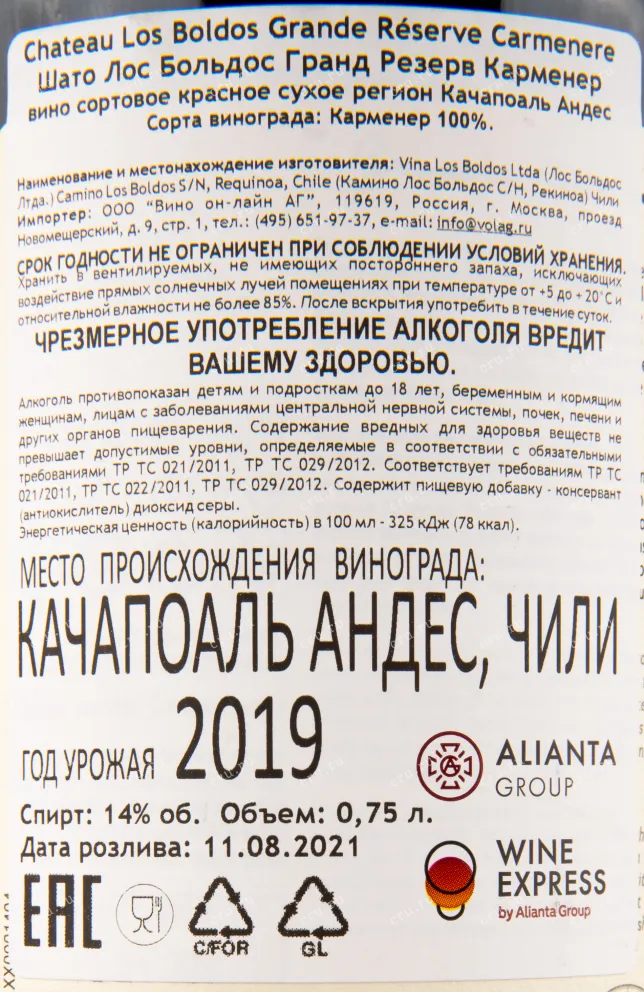 Chateau Los Boldos Grande Réserve Carmenere
Шато Лос Больдос Гранд Резерв Карменер
вино сортовое красное сухое регион Качапоаль Андес
Сорта винограда: Карменер 100%.
Наименование и местонахождение изготовителя: Vina Los Boldos Ltda (Лос Больдос
Лтда.) Camino Los Boldos S/N, Requinoa, Chile (Камино Лос Больдос С/Н, Рекиноа) Чили
Импортер: ООО "Вино он-лайн АГ", 119619, Россия, г. Москва, проезд
Новомещерский, д. 9, стр. 1, тел.: (495) 651-97-37, e-mail: info@volag.ru
СРОК ГОДНОСТИ НЕ ОГРАНИЧЕН ПРИ СОБЛЮДЕНИИ УСЛОВИЙ ХРАНЕНИЯ.
Хранить в вентилируемых, не имеющих постороннего запаха, исключающих
воздействие прямых солнечных лучей помещениях при температуре от +5 до + 20°С и
относительной влажности не более 85%. После вскрытия употребить в течение суток.
ЧРЕЗМЕРНОЕ УПОТРЕБЛЕНИЕ АЛКОГОЛЯ ВРЕДИТ
ВАШЕМУ ЗДОРОВЬЮ.
Алкоголь противопоказан детям и подросткам до 18 лет, беременным и кормящим
женщинам, лицам с заболеваниями центральной нервной системы, почек, печени и
других органов пищеварения. Содержание вредных для здоровья веществ не
превышает допустимые уровни, определяемые в соответствии с обязательными
требованиями ТР ТС 021/2011, ТР ТС 029/2012. Соответствует требованиям ТР ТС
021/2011, ТР ТС 022/2011, ТР ТС 029/2012. Содержит пищевую добавку - консервант
(антиокислитель) диоксид серы.
Энергетическая ценность (калорийность) в 100 мл - 325 кДж (78 ккал).
МЕСТО ПРОИСХОЖДЕНИЯ ВИНОГРАДА:
КАЧАПОАЛЬ АНДЕС, ЧИЛИ
ГОД УРОЖАЯ 2019
ALIANTA
GROUP
Спирт: 14% об. Объем: 0,75 л.
Дата розлива: 11.08.2021
WINE
EXPRESS
by Alianta Group
EAC
C/FOR
GL